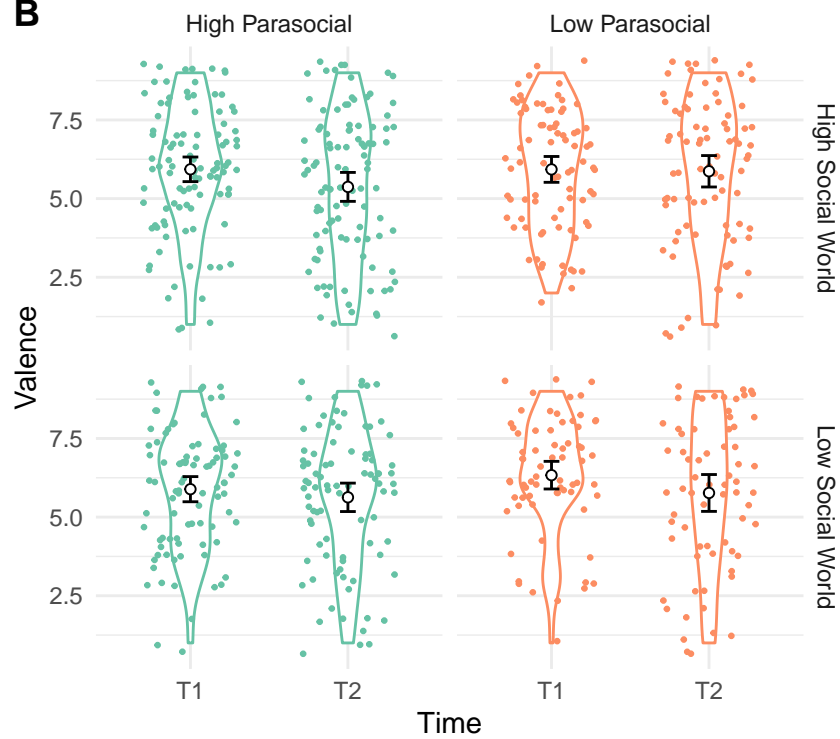 B
High Parasocial
Low Parasocial
7.5
5.0
2.5
High Social World
Valence
7.5
5.0
2.5
Low Social World
T1
T2
T1
T2
Time